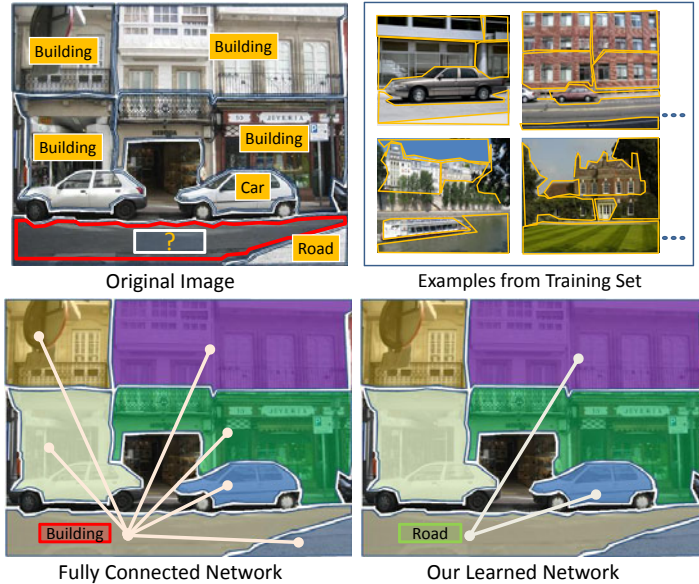 Building
Building
Building
Building
JEVENIA
P
Car
?
Road
Original Image
Examples from Training Set
Building
Road
Fully Connected Network
Our Learned Network